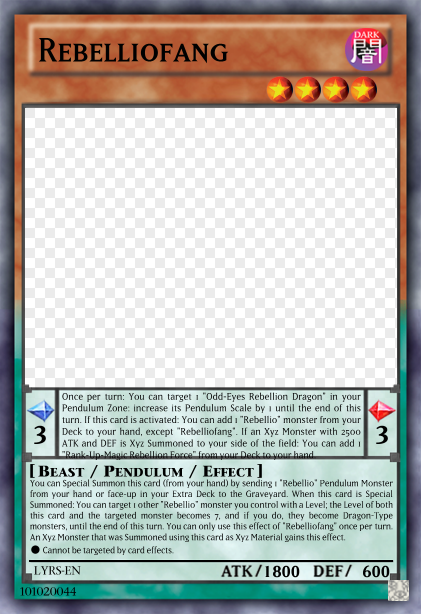 Rebelliofang
DARK
闇
Once per turn: You can target 1 "Odd-Eyes Rebellion Dragon" in your
Pendulum Zone: increase its Pendulum Scale by 1 until the end of this
turn. If this card is activated: You can add 1 "Rebellio" monster from your
Deck to your hand, except "Rebelliofang". If an Xyz Monster with 2500
ATK and DEF is Xyz Summoned to your side of the field: You can add 1
"Rank-Up-Magic Rebellion Force" from your Deck to your hand.
3
3
[ Beast / Pendulum / Effect ]
You can Special Summon this card (from your hand) by sending 1 "Rebellio" Pendulum Monster
from your hand or face-up in your Extra Deck to the Graveyard. When this card is Special
Summoned: You can target 1 other "Rebellio" monster you control with a Level; the Level of both
this card and the targeted monster becomes 7, and if you do, they become Dragon-Type
monsters, until the end of this turn. You can only use this effect of "Rebelliofang" once per turn.
An Xyz Monster that was Summoned using this card as Xyz Material gains this effect.
● Cannot be targeted by card effects.
LYRS-EN
ATK/1800 DEF/ 600
101020044